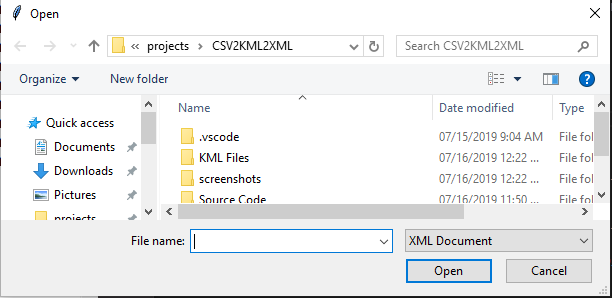 Open
« projects > CSV2KML2XML
Search CSV2KML2XML
Organize
New folder
?
Name
Date modified
Type
Quick access
Documents
Downloads
Pictures
projects
.vscode 07/15/2019 9:04 AM File fol
KML Files 07/16/2019 12:22 ... File fol
screenshots 07/16/2019 12:22 ... File fol
Source Code 07/16/2019 11:50 ... File fol
File name:
XML Document
Open
Cancel